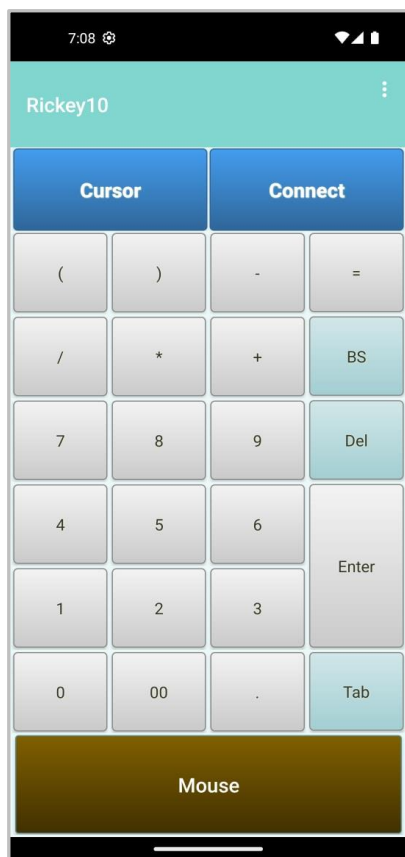 7:08
Rickey10
Cursor Connect
( ) - =
/ * + BS
7 8 9 Del
4 5 6
Enter
1 2 3
0 00 . Tab
Mouse